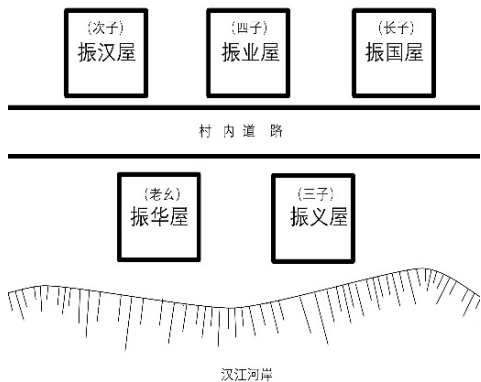 (次子)
振汉屋
(四子)
振业屋
(长子)
振国屋
村内道路
(老幺)
振华屋
(三子)
振义屋
汉江河岸